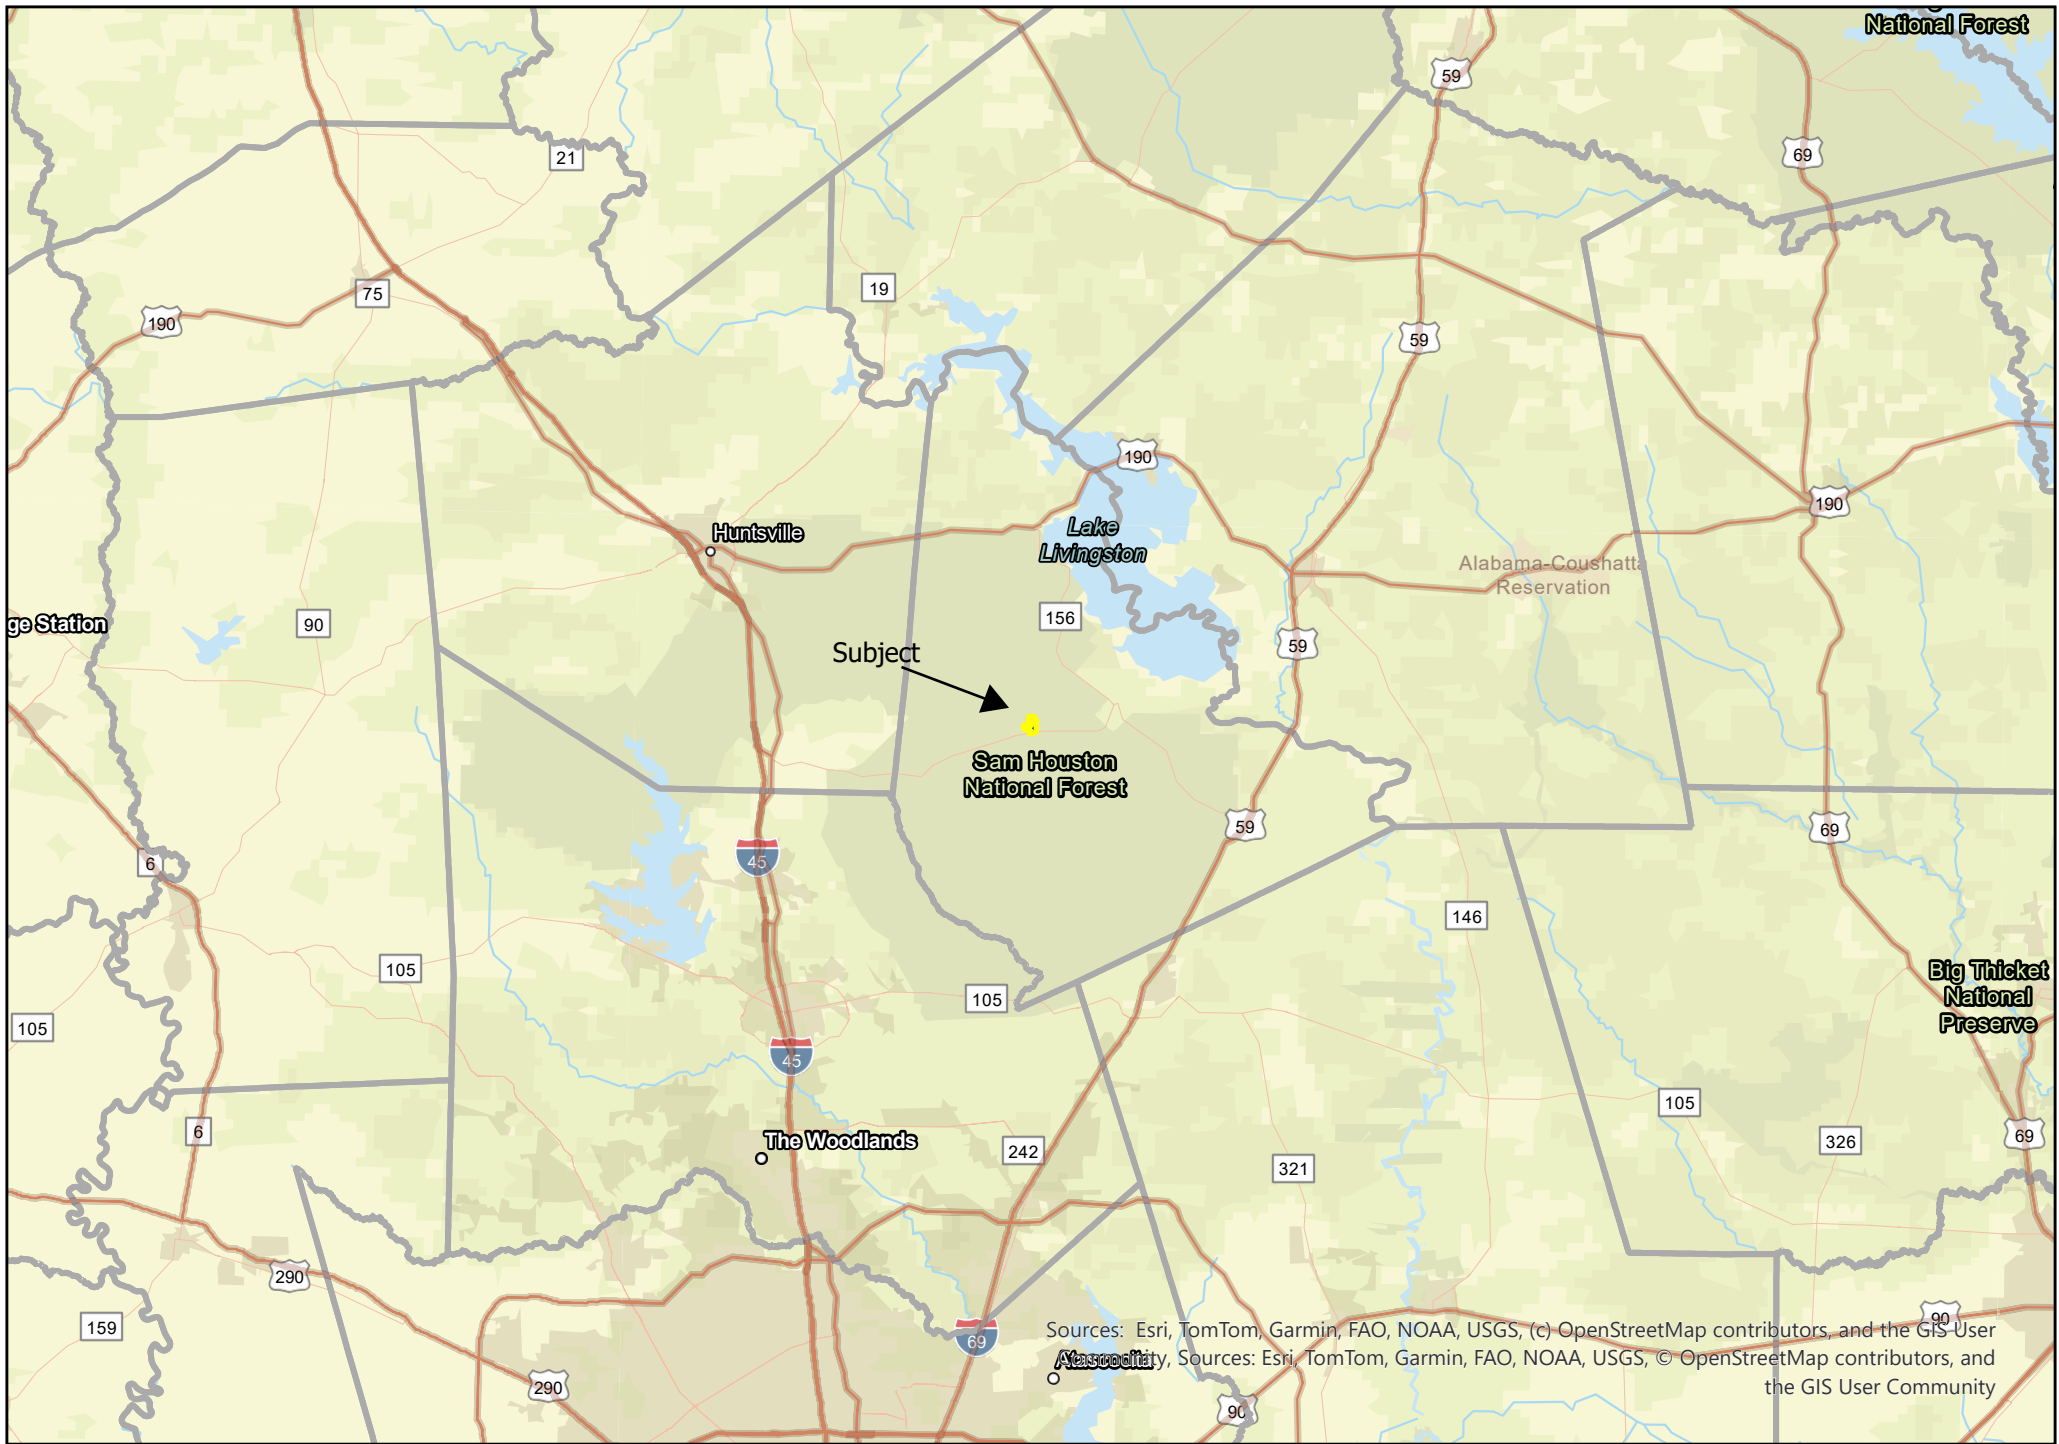 National Forest
59
69
21
19
75
190
59
190
190
Huntsville
Lake
Livingston
Alabama-Coushatta
Reservation
ge Station
90
156
59
Subject
Sam Houston
National Forest
59
69
45
6
146
105
105
105
Big Thicket
National
Preserve
45
105
6
69
326
The Woodlands
242
321
290
159
69
90
Sources: Esri, TomTom, Garmin, FAO, NOAA, USGS, (c) OpenStreetMap contributors, and the GIS User
Community, Sources: Esri, TomTom, Garmin, FAO, NOAA, USGS, © OpenStreetMap contributors, and
the GIS User Community
Atascocita
290
90